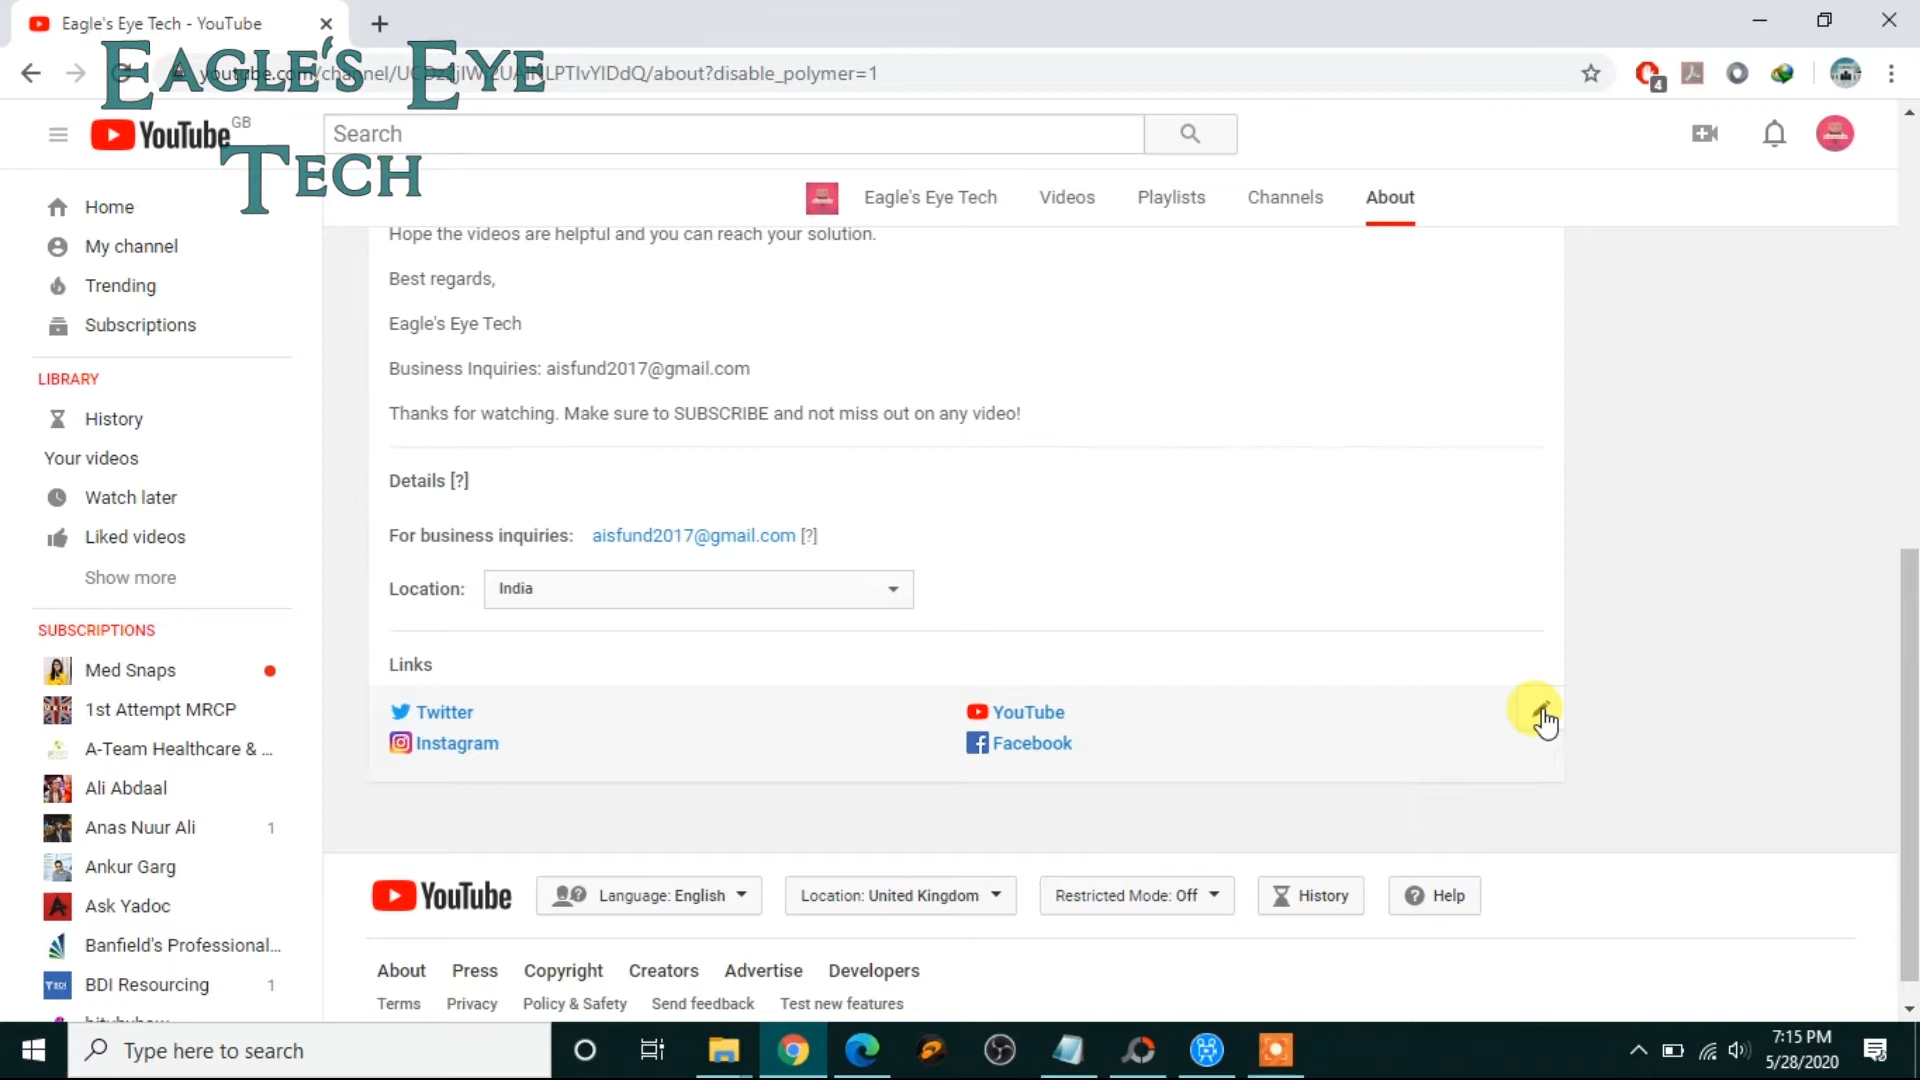 Eagle's Eye Tech - YouTube
EAGLE'S EYE
TECH
/about?disable_polymer=1
4
YouTube GB
Search
Eagle's Eye Tech
Videos
Playlists
Channels
About
Home
My channel
Trending
Subscriptions
LIBRARY
History
Your videos
Watch later
Liked videos
Show more
SUBSCRIPTIONS
Med Snaps
1st Attempt MRCP
A-Team Healthcare & ...
Ali Abdaal
Anas Nuur Ali 1
Ankur Garg
Ask Yadoc
Banfield's Professional...
BDI Resourcing 1
Hope the videos are helpful and you can reach your solution.
Best regards,
Eagle's Eye Tech
Business Inquiries: aisfund2017@gmail.com
Thanks for watching. Make sure to SUBSCRIBE and not miss out on any video!
Details [?]
For business inquiries: aisfund2017@gmail.com [?]
Location: India
Links
Twitter
YouTube
Instagram
Facebook
YouTube
Language: English
Location: United Kingdom
Restricted Mode: Off
History
Help
About Press Copyright Creators Advertise Developers
Terms Privacy Policy & Safety Send feedback Test new features
Type here to search
7:15 PM
5/28/2020